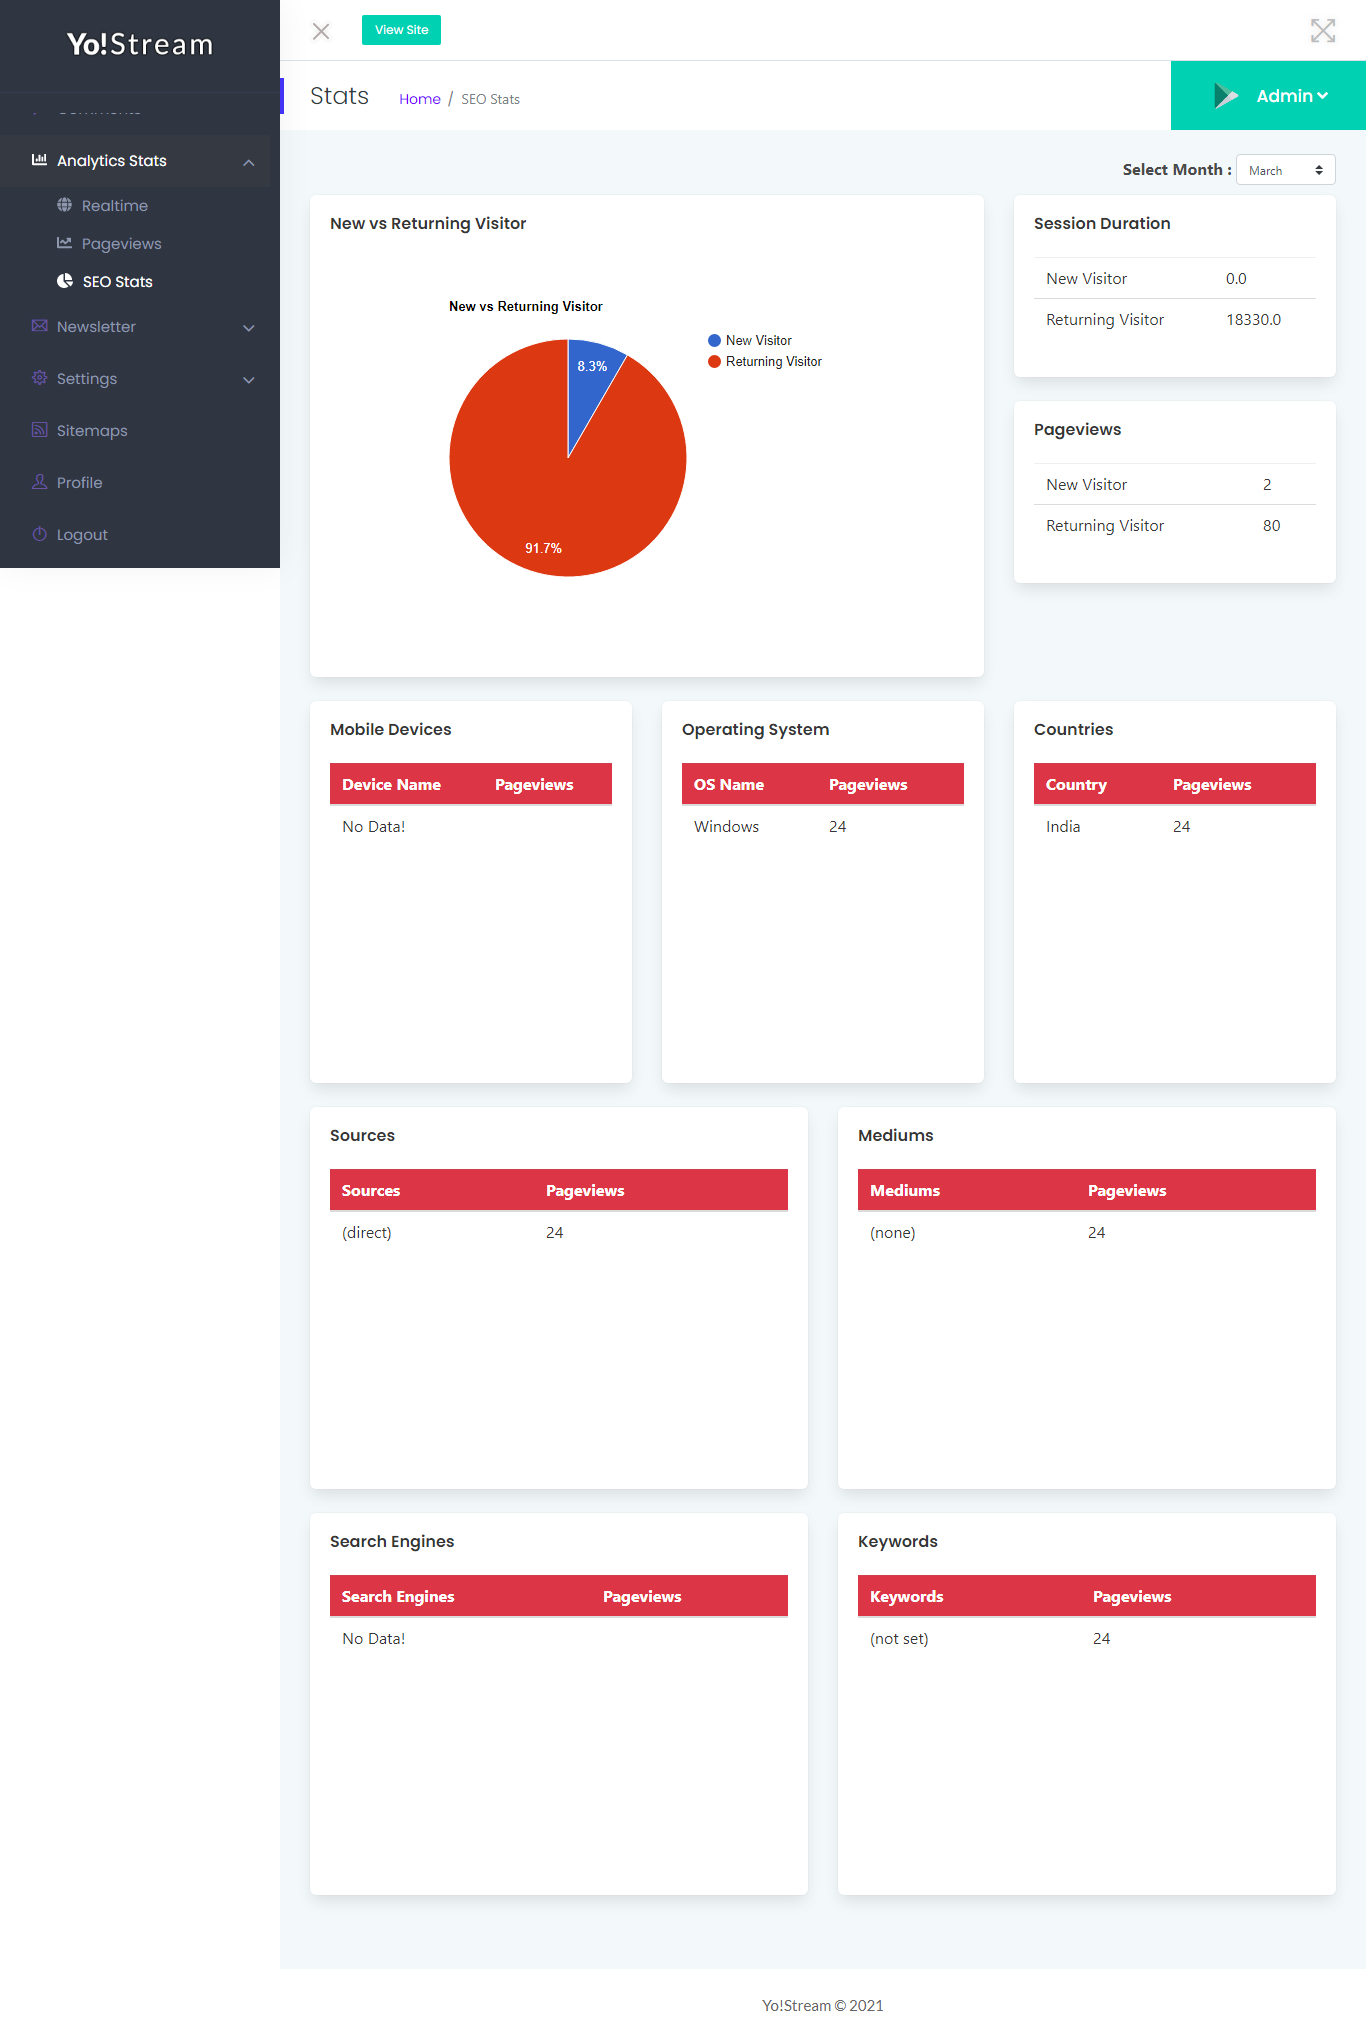 Yo!Stream
View Site
Stats
Home / SEO Stats
Admin
Analytics Stats
Realtime
Pageviews
SEO Stats
Newsletter
Settings
Sitemaps
Profile
Logout
Select Month : March
New vs Returning Visitor
New vs Returning Visitor
New Visitor
Returning Visitor
8.3%
91.7%
Session Duration
New Visitor 0.0
Returning Visitor 18330.0
Pageviews
New Visitor 2
Returning Visitor 80
Mobile Devices
Device Name Pageviews
No Data!
Operating System
OS Name Pageviews
Windows 24
Countries
Country Pageviews
India 24
Sources
Sources Pageviews
(direct) 24
Mediums
Mediums Pageviews
(none) 24
Search Engines
Search Engines Pageviews
No Data!
Keywords
Keywords Pageviews
(not set) 24
Yo!Stream © 2021